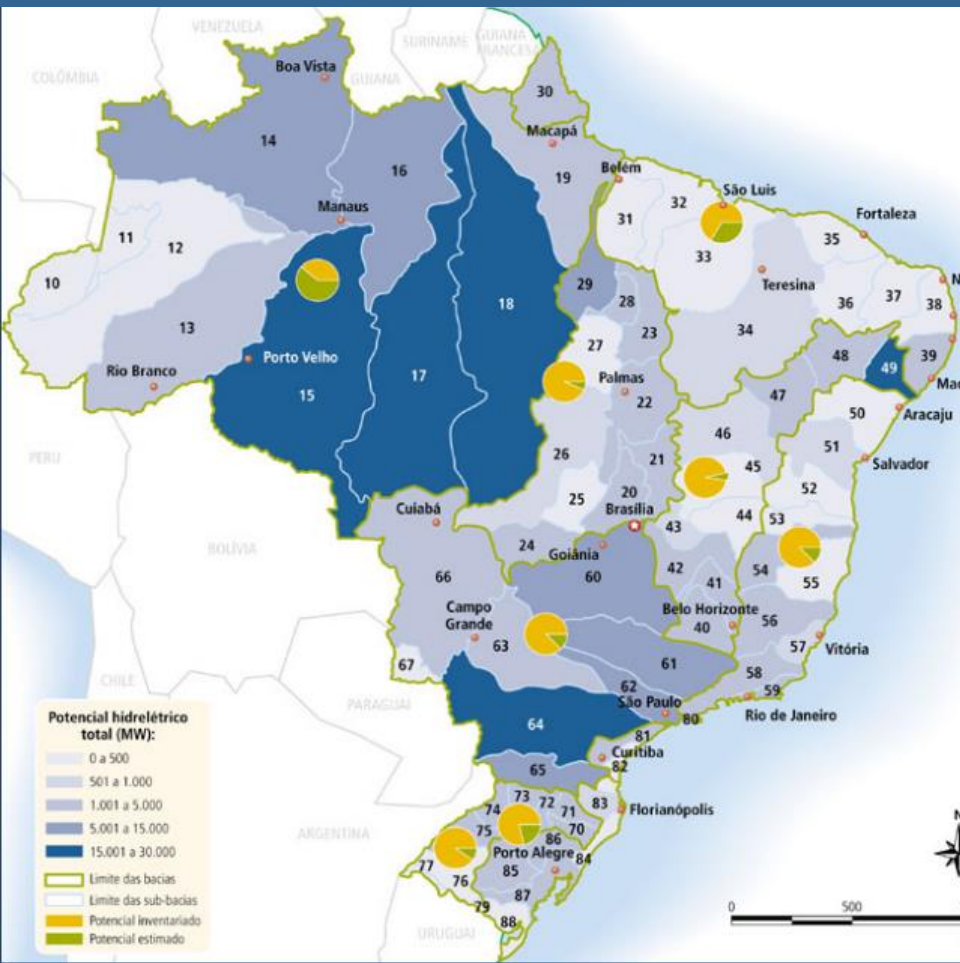 VENEZUELA
SURINAME
GUIANA
FRANCESA
COLÔMBIA
Boa Vista
GUIANA
30
14
Macapá
16
19
Belém
São Luís
32
31
Fortaleza
Manaus
11
12
35
33
10
Teresina
29
28
36
37
38
N
18
13
34
23
27
Porto Velho
17
48
39
Rio Branco
Palmas
49
Mac
15
22
47
50
Aracaju
46
51
26
21
45
Salvador
PERU
25
20
52
Cuiabá
Brasília
44
53
43
24
Goiânia
BOLÍVIA
60
42
54
55
66
41
Campo
Grande
Belo Horizonte
56
40
63
57
Vitória
67
61
58
CHILE
62
59
São Paulo
PARAGUAI
80
Rio de Janeiro
64
81
Curitiba
82
65
73
72
71
83
Florianópolis
74
75
70
ARGENTINA
86
Porto Alegre
84
77
76
85
87
79
88
URUGUAI
Potencial hidrelétrico
total (MW):
0 a 500
501 a 1.000
1.001 a 5.000
5.001 a 15.000
15.001 a 30.000
Limite das bacias
Limite das sub-bacias
Potencial inventariado
Potencial estimado
N
0 500